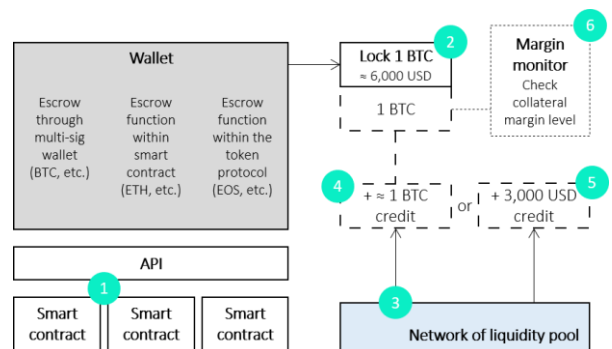 Wallet
Escrow
through
multi-sig
wallet
(BTC, etc.)
Escrow
function
within
smart
contract
(ETH, etc.)
Escrow
function
within the
token
protocol
(EOS, etc.)
API
1
Smart
contract
Smart
contract
Smart
contract
2
Lock 1 BTC
≈ 6,000 USD
1 BTC
6
Margin
monitor
Check
collateral
margin level
4
+ ≈ 1 BTC
credit
or
5
+ 3,000 USD
credit
3
Network of liquidity pool